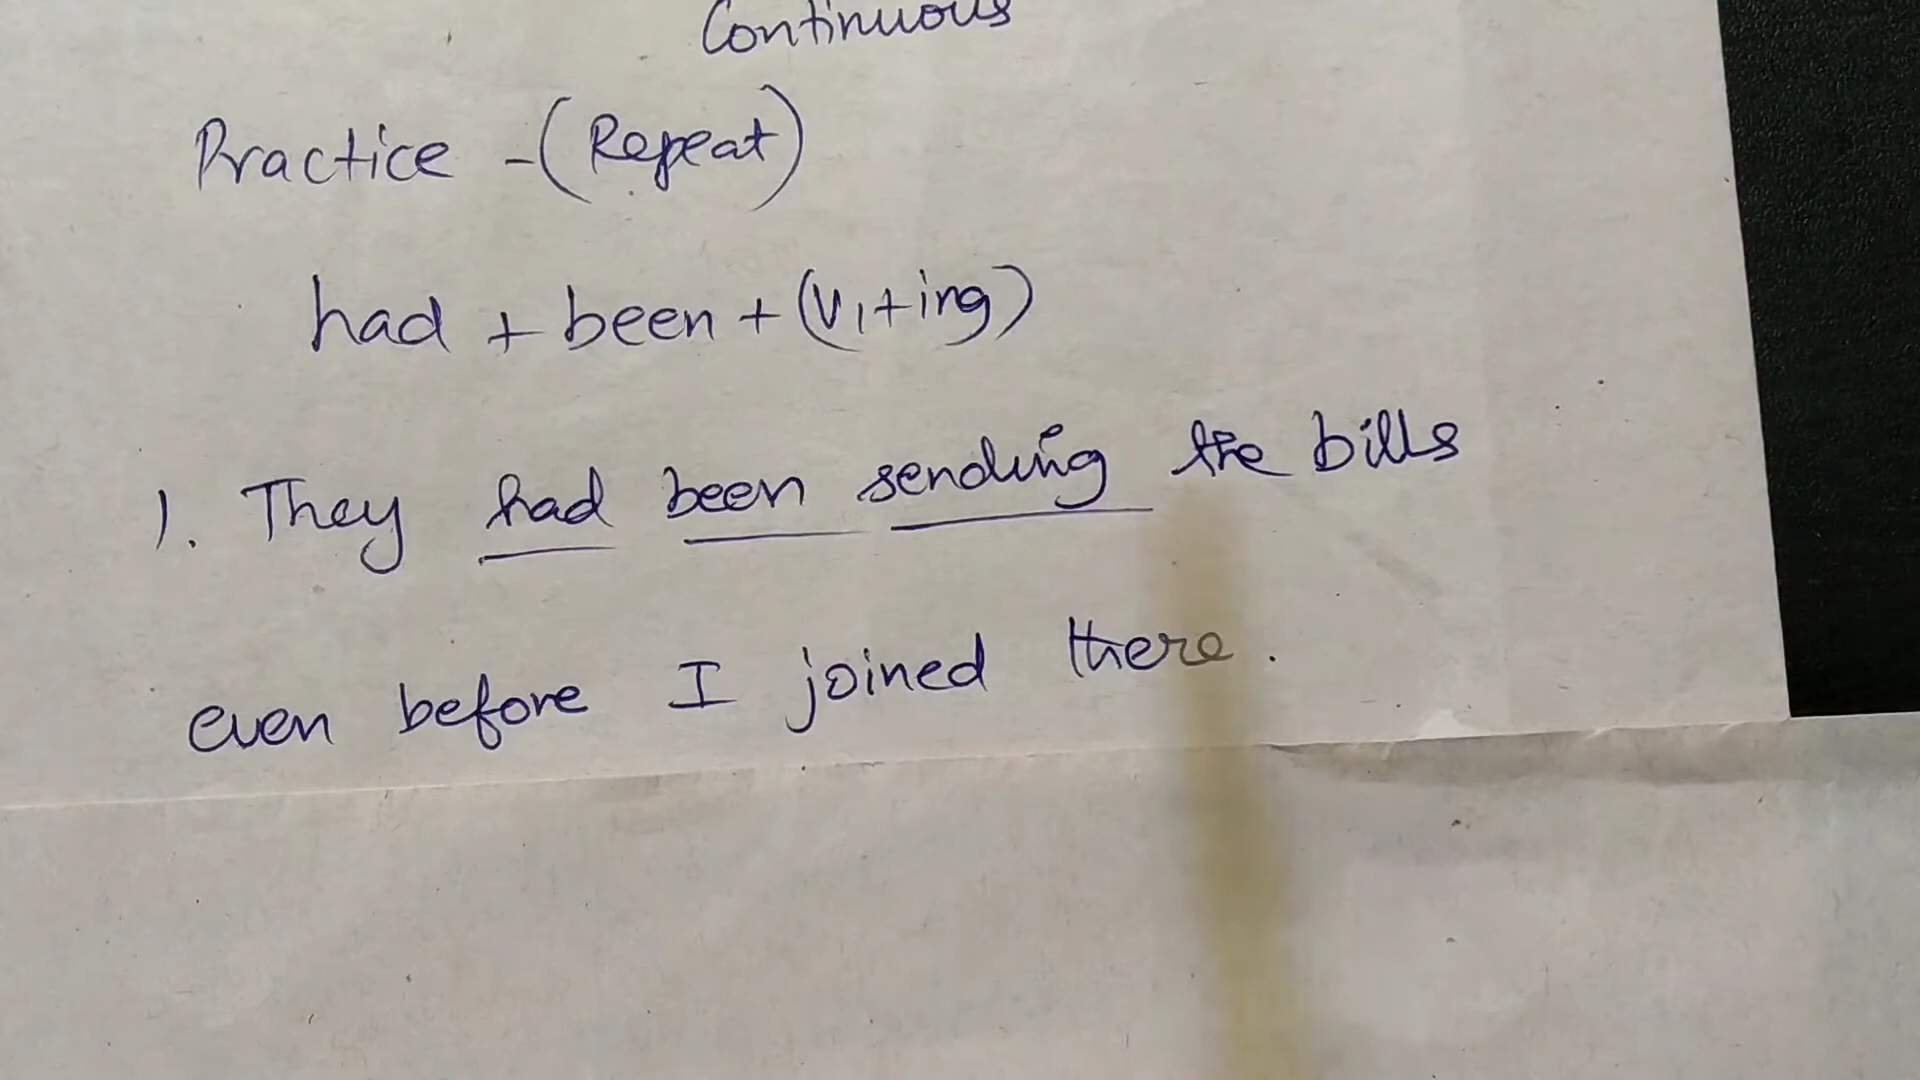 Continuous
Practice - (Repeat)
had + been + (V1+ing)
1. They had been sending the bills
even before I joined there.